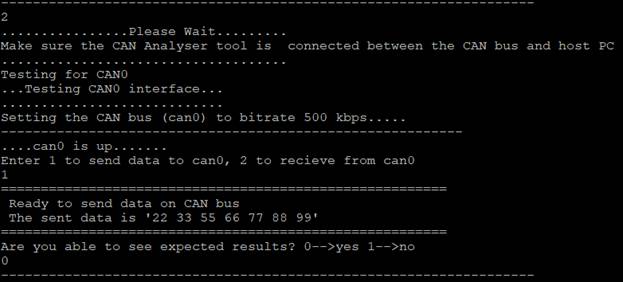 -------------------------------------------------------------------
2
................Please Wait.........
Make sure the CAN Analyser tool is  connected between the CAN bus and host PC
....................................
Testing for CAN0
...Testing CAN0 interface...
............................
Setting the CAN bus (can0) to bitrate 500 kbps.....
----------------------------------------------------------
....can0 is up.......
Enter 1 to send data to can0, 2 to recieve from can0
1
========================================================
 Ready to send data on CAN bus
 The sent data is '22 33 55 66 77 88 99'
========================================================
Are you able to see expected results? 0-->yes 1-->no
0
-------------------------------------------------------------------